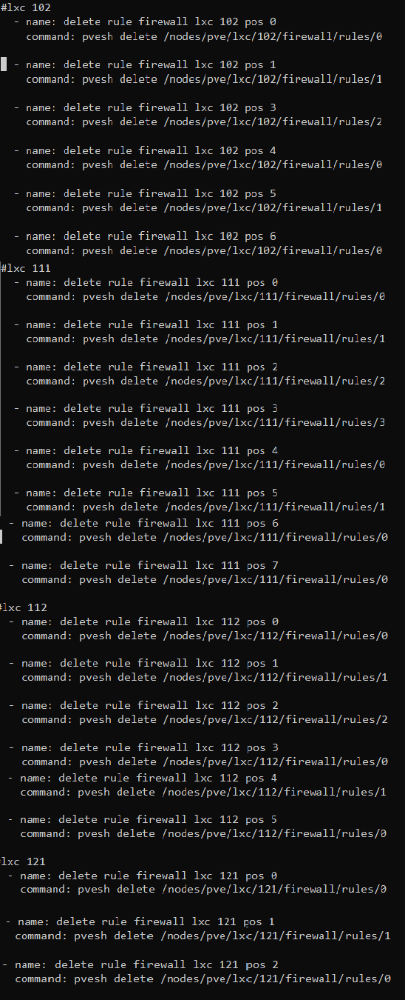 #lxc 102
- name: delete rule firewall lxc 102 pos 0
command: pvesh delete /nodes/pve/lxc/102/firewall/rules/0
- name: delete rule firewall lxc 102 pos 1
command: pvesh delete /nodes/pve/lxc/102/firewall/rules/1
- name: delete rule firewall lxc 102 pos 3
command: pvesh delete /nodes/pve/lxc/102/firewall/rules/2
- name: delete rule firewall lxc 102 pos 4
command: pvesh delete /nodes/pve/lxc/102/firewall/rules/0
- name: delete rule firewall lxc 102 pos 5
command: pvesh delete /nodes/pve/lxc/102/firewall/rules/1
- name: delete rule firewall lxc 102 pos 6
command: pvesh delete /nodes/pve/lxc/102/firewall/rules/0
#lxc 111
- name: delete rule firewall lxc 111 pos 0
command: pvesh delete /nodes/pve/lxc/111/firewall/rules/0
- name: delete rule firewall lxc 111 pos 1
command: pvesh delete /nodes/pve/lxc/111/firewall/rules/1
- name: delete rule firewall lxc 111 pos 2
command: pvesh delete /nodes/pve/lxc/111/firewall/rules/2
- name: delete rule firewall lxc 111 pos 3
command: pvesh delete /nodes/pve/lxc/111/firewall/rules/3
- name: delete rule firewall lxc 111 pos 4
command: pvesh delete /nodes/pve/lxc/111/firewall/rules/0
- name: delete rule firewall lxc 111 pos 5
command: pvesh delete /nodes/pve/lxc/111/firewall/rules/1
- name: delete rule firewall lxc 111 pos 6
command: pvesh delete /nodes/pve/lxc/111/firewall/rules/0
- name: delete rule firewall lxc 111 pos 7
command: pvesh delete /nodes/pve/lxc/111/firewall/rules/0
#lxc 112
- name: delete rule firewall lxc 112 pos 0
command: pvesh delete /nodes/pve/lxc/112/firewall/rules/0
- name: delete rule firewall lxc 112 pos 1
command: pvesh delete /nodes/pve/lxc/112/firewall/rules/1
- name: delete rule firewall lxc 112 pos 2
command: pvesh delete /nodes/pve/lxc/112/firewall/rules/2
- name: delete rule firewall lxc 112 pos 3
command: pvesh delete /nodes/pve/lxc/112/firewall/rules/0
- name: delete rule firewall lxc 112 pos 4
command: pvesh delete /nodes/pve/lxc/112/firewall/rules/1
- name: delete rule firewall lxc 112 pos 5
command: pvesh delete /nodes/pve/lxc/112/firewall/rules/0
lxc 121
- name: delete rule firewall lxc 121 pos 0
command: pvesh delete /nodes/pve/lxc/121/firewall/rules/0
- name: delete rule firewall lxc 121 pos 1
command: pvesh delete /nodes/pve/lxc/121/firewall/rules/1
- name: delete rule firewall lxc 121 pos 2
command: pvesh delete /nodes/pve/lxc/121/firewall/rules/0